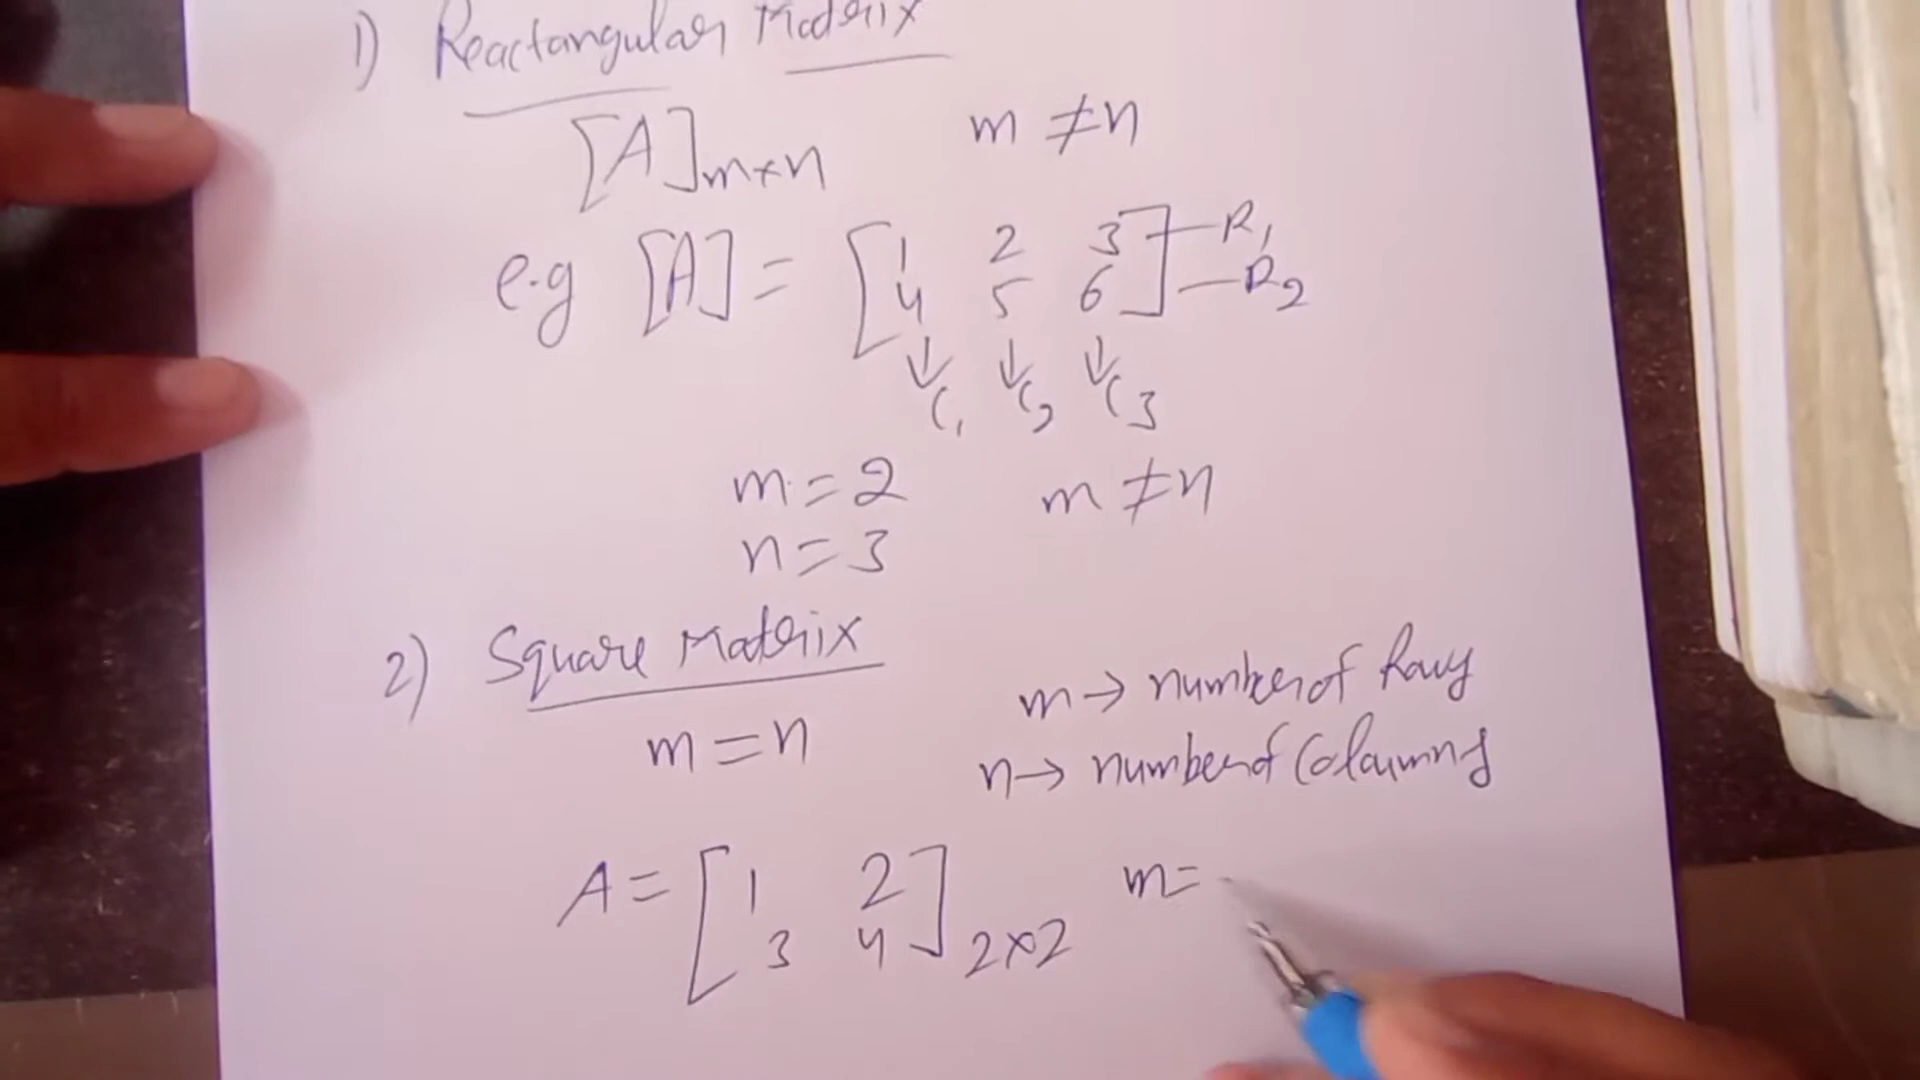 1) Reactangular Matrix
[A]m×n m ≠ n
e.g [A] = [1 2 3 — R1
4 5 6] — R2
↓C1 ↓C2 ↓C3
m = 2 m ≠ n
n = 3
2) Square Matrix
m → number of Rows
m = n
n → number of Coloumns
A = [1 2
3 4]2×2 m =